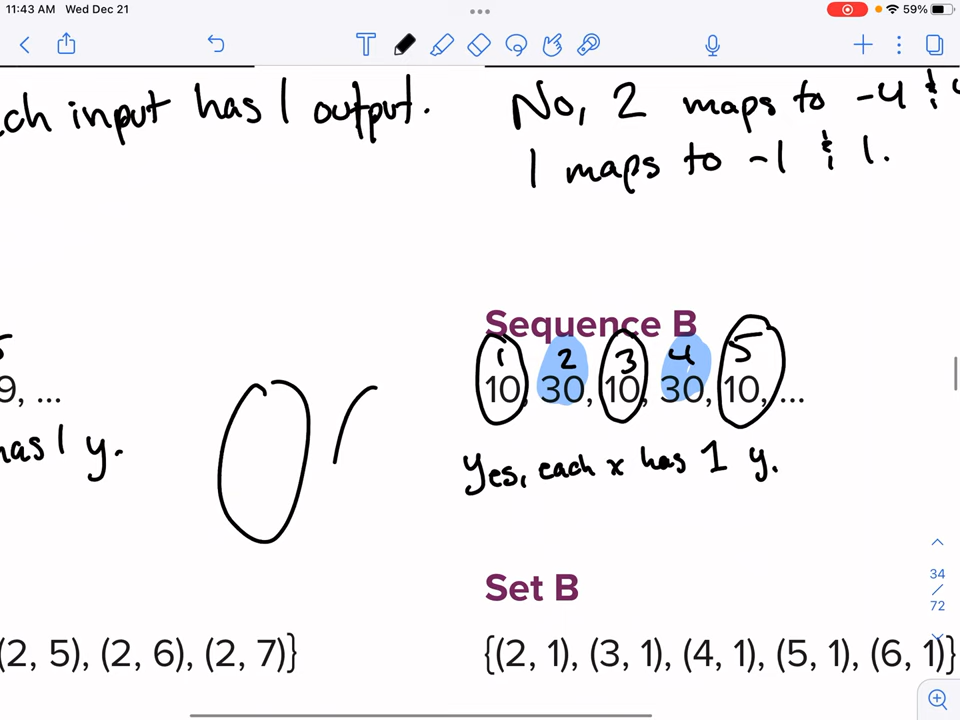 11:43 AM Wed Dec 21
59%
ch input has 1 output.
No, 2 maps to -4 &
1 maps to -1 & 1.
Sequence B
1 2 3 4 5
9, ...
10, 30, 10, 30, 10, ...
has 1 y.
Yes, each x has 1 y.
Set B
34
/
72
(2, 5), (2, 6), (2, 7)}
{(2, 1), (3, 1), (4, 1), (5, 1), (6, 1)}